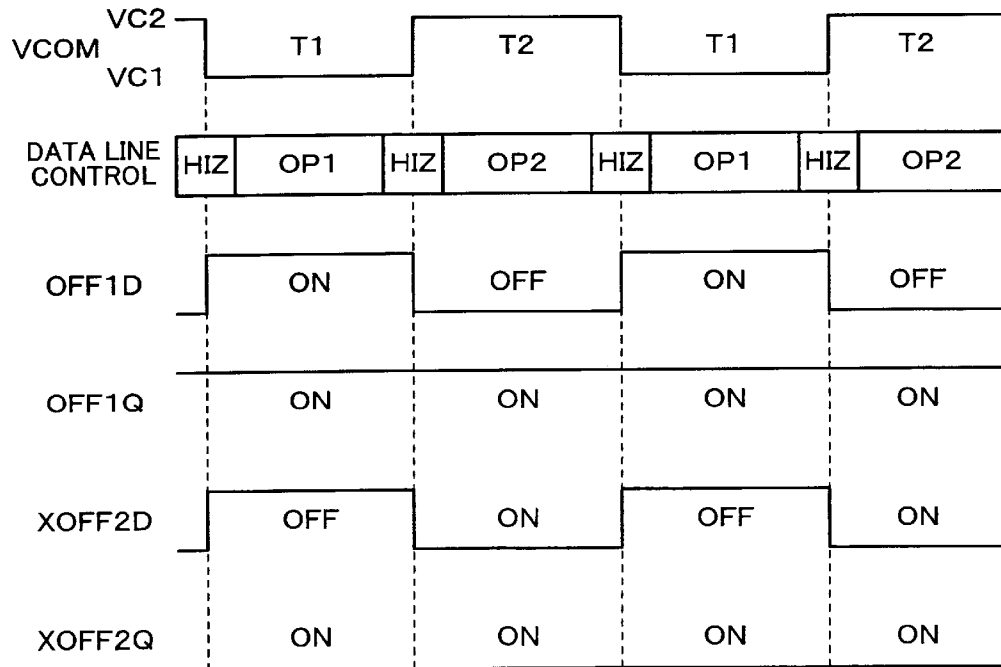 VC2
VCOM T1 T2 T1 T2
VC1
DATA LINE
CONTROL HIZ OP1 HIZ OP2 HIZ OP1 HIZ OP2
OFF1D ON OFF ON OFF
OFF1Q ON ON ON ON
XOFF2D OFF ON OFF ON
XOFF2Q ON ON ON ON